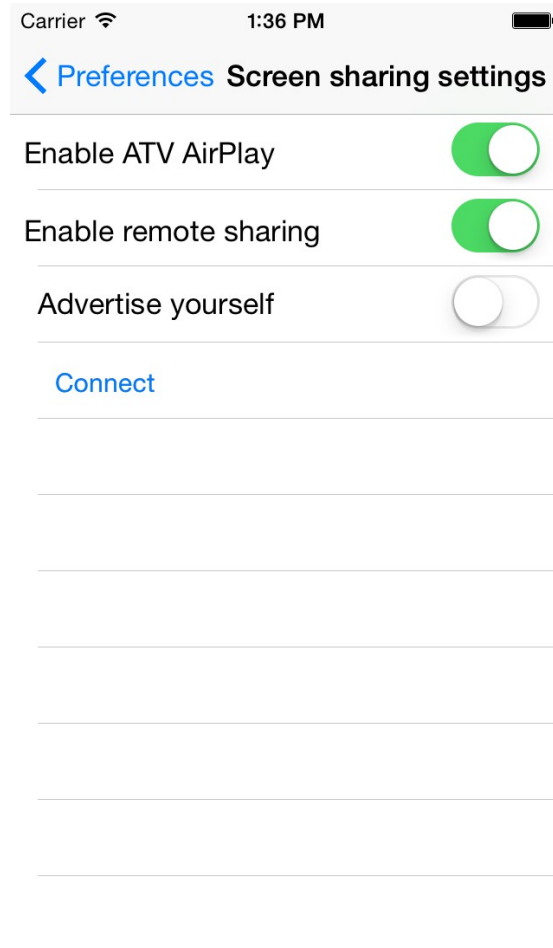 Carrier 1:36 PM
Preferences Screen sharing settings
Enable ATV AirPlay
Enable remote sharing
Advertise yourself
Connect